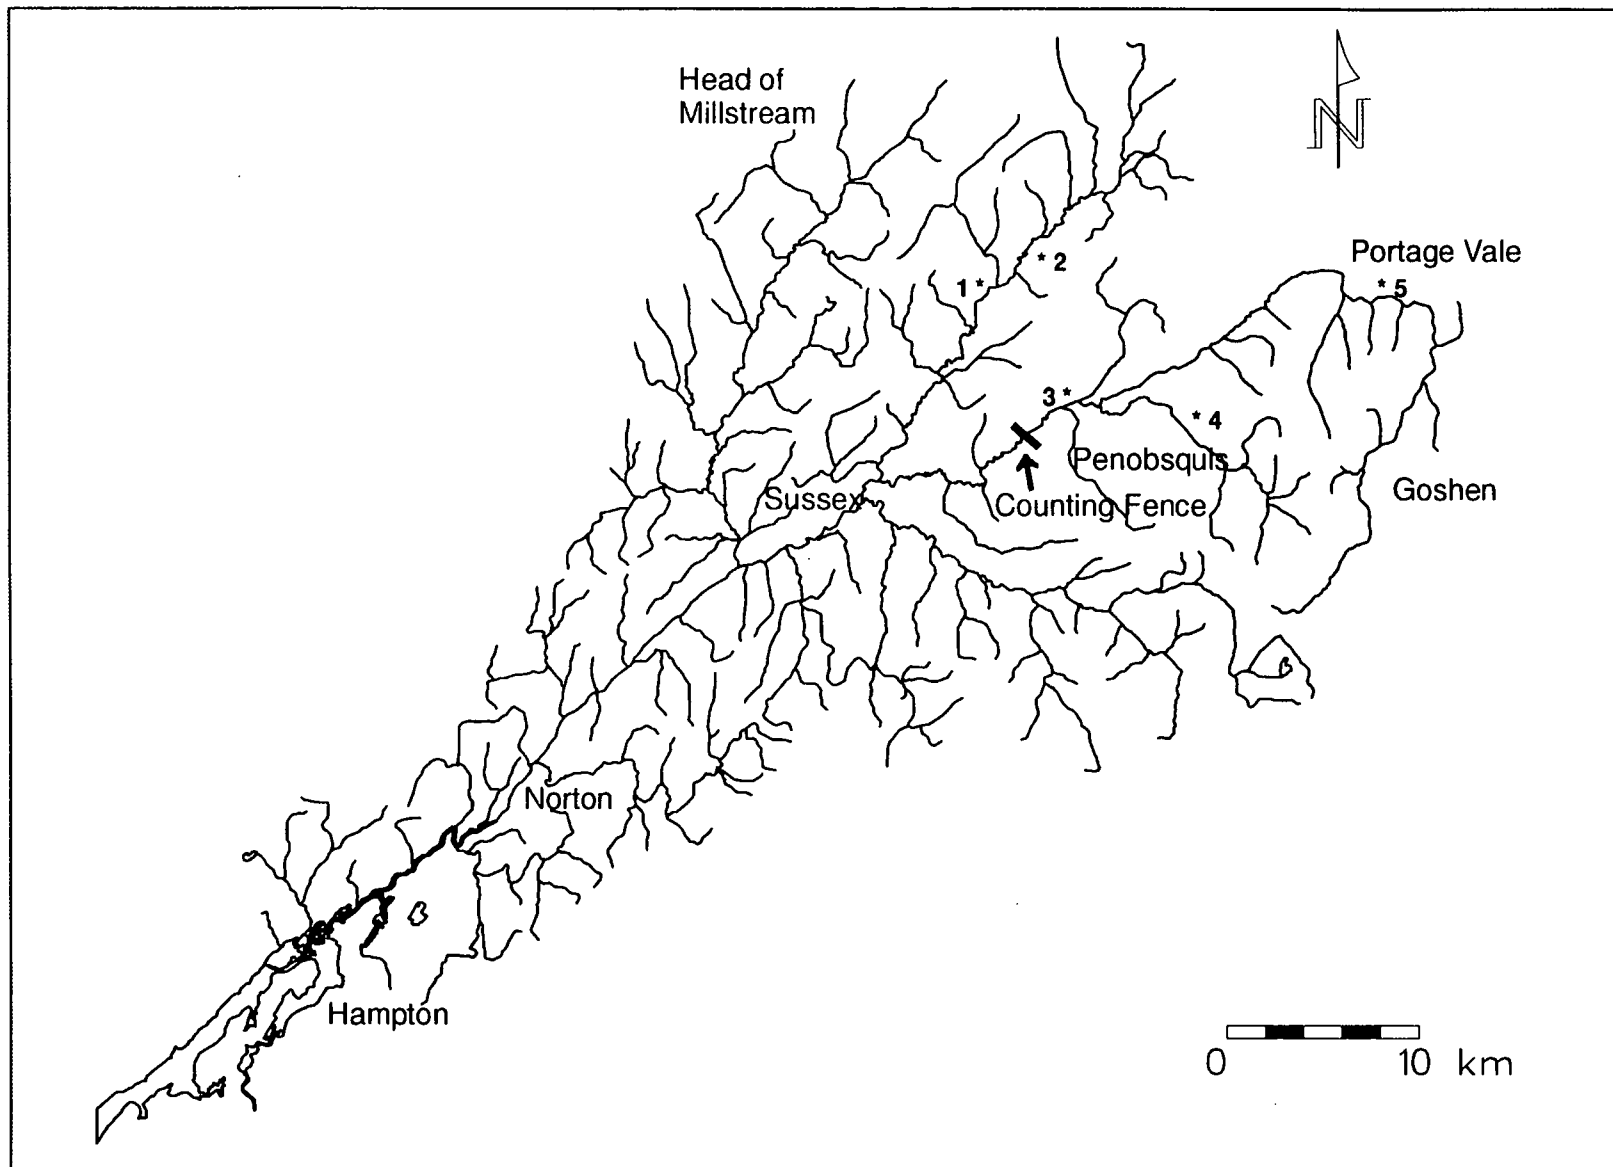 Head of
Millstream
N
Portage Vale
* 2
1 *
* 5
3 *
* 4
Penobsquis
Sussex
Goshen
Counting Fence
Norton
Hampton
0 10 km